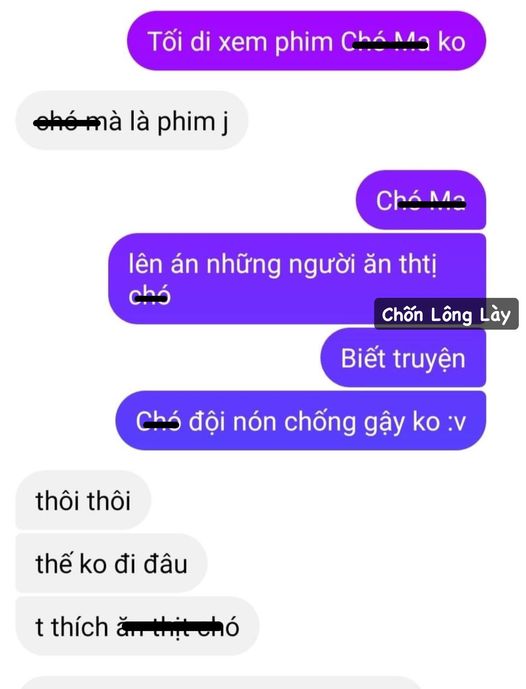 Tối di xem phim Chó Ma ko
chó mà là phim j
Chó Ma
lên án những người ăn thtị
chó
Chốn Lông Lày
Biết truyện
Chó đội nón chống gậy ko :v
thôi thôi
thế ko đi đâu
t thích ăn thịt chó